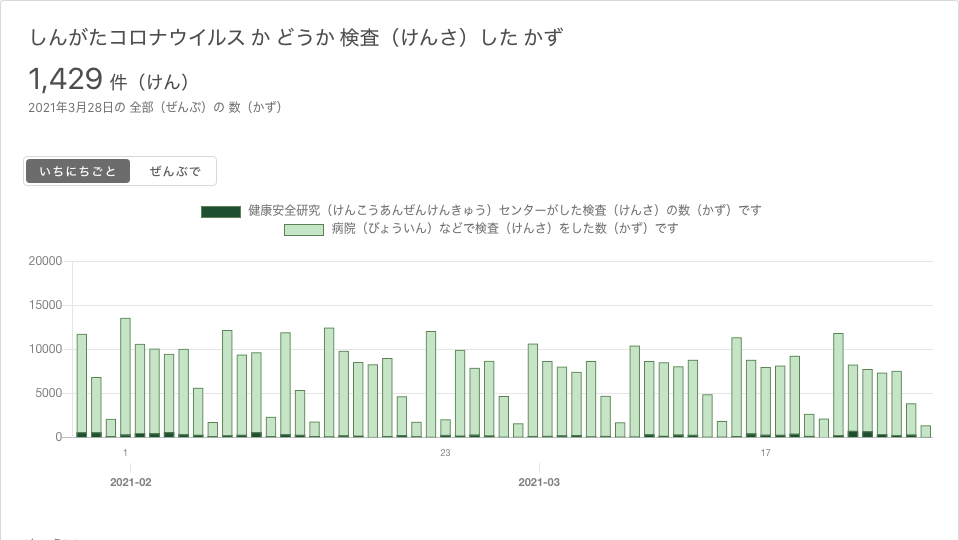 しんがたコロナウイルス か どうか 検査（けんさ）した かず
1,429 件（けん）
2021年3月28日の 全部（ぜんぶ）の 数（かず）
いちにちごと ぜんぶで
健康安全研究（けんこうあんぜんけんきゅう）センターがした検査（けんさ）の数（かず）です
病院（びょういん）などで検査（けんさ）をした数（かず）です
20000
15000
10000
5000
0
1 23 17
2021-02 2021-03